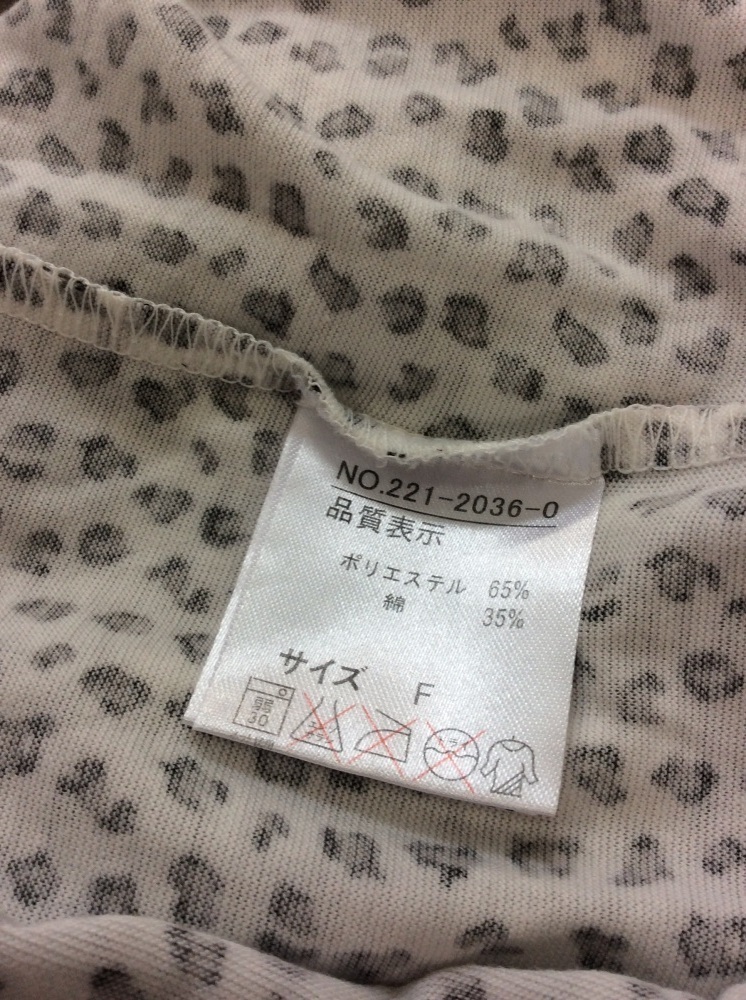 NO.221-2036-0
品質表示
ポリエステル 65%
綿 35%
サイズ F
弱
30